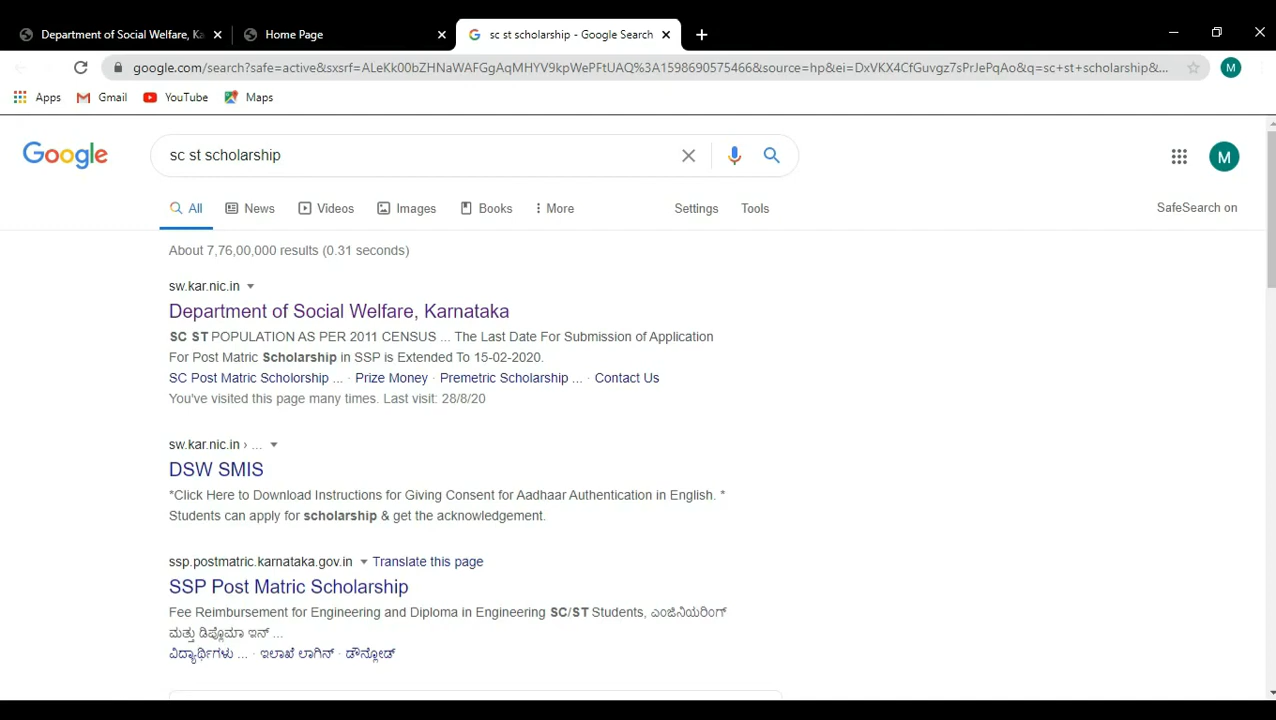 Department of Social Welfare, Ka
Home Page
sc st scholarship - Google Search
google.com/search?safe=active&sxsrf=ALeKk00bZHNaWAFGgAqMHYV9kpWePFtUAQ%3A1598690575466&source=hp&ei=DxVKX4CfGuvgz7sPrJePqAo&q=sc+st+scholarship&...
M
Apps Gmail YouTube Maps
Google
sc st scholarship
M
All News Videos Images Books More Settings Tools
SafeSearch on
About 7,76,00,000 results (0.31 seconds)
sw.kar.nic.in
Department of Social Welfare, Karnataka
SC ST POPULATION AS PER 2011 CENSUS ... The Last Date For Submission of Application
For Post Matric Scholarship in SSP is Extended To 15-02-2020.
SC Post Matric Scholorship ... · Prize Money · Premetric Scholarship ... · Contact Us
You've visited this page many times. Last visit: 28/8/20
sw.kar.nic.in › ...
DSW SMIS
*Click Here to Download Instructions for Giving Consent for Aadhaar Authentication in English. *
Students can apply for scholarship & get the acknowledgement.
ssp.postmatric.karnataka.gov.in Translate this page
SSP Post Matric Scholarship
Fee Reimbursement for Engineering and Diploma in Engineering SC/ST Students, ಎಂಜಿನಿಯರಿಂಗ್
ಮತ್ತು ಡಿಪ್ಲೊಮಾ ಇನ್ ...
ವಿದ್ಯಾರ್ಥಿಗಳು ... · ಇಲಾಖೆ ಲಾಗಿನ್ · ಡೌನ್ಲೋಡ್